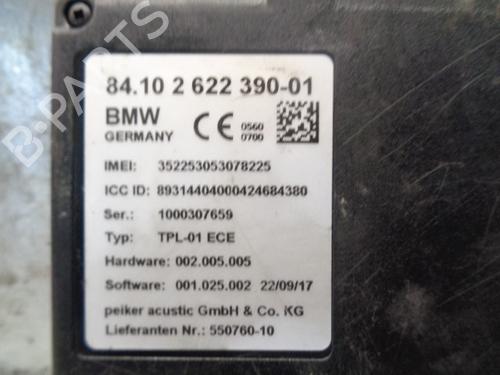 84.10 2 622 390-01
BMW
GERMANY
CE 0560
0700
IMEI: 352253053078225
ICC ID: 89314404000424684380
Ser.: 1000307659
Typ: TPL-01 ECE
Hardware: 002.005.005
Software: 001.025.002 22/09/17
peiker acustic GmbH & Co. KG
Lieferanten Nr.: 550760-10
B-PARTS